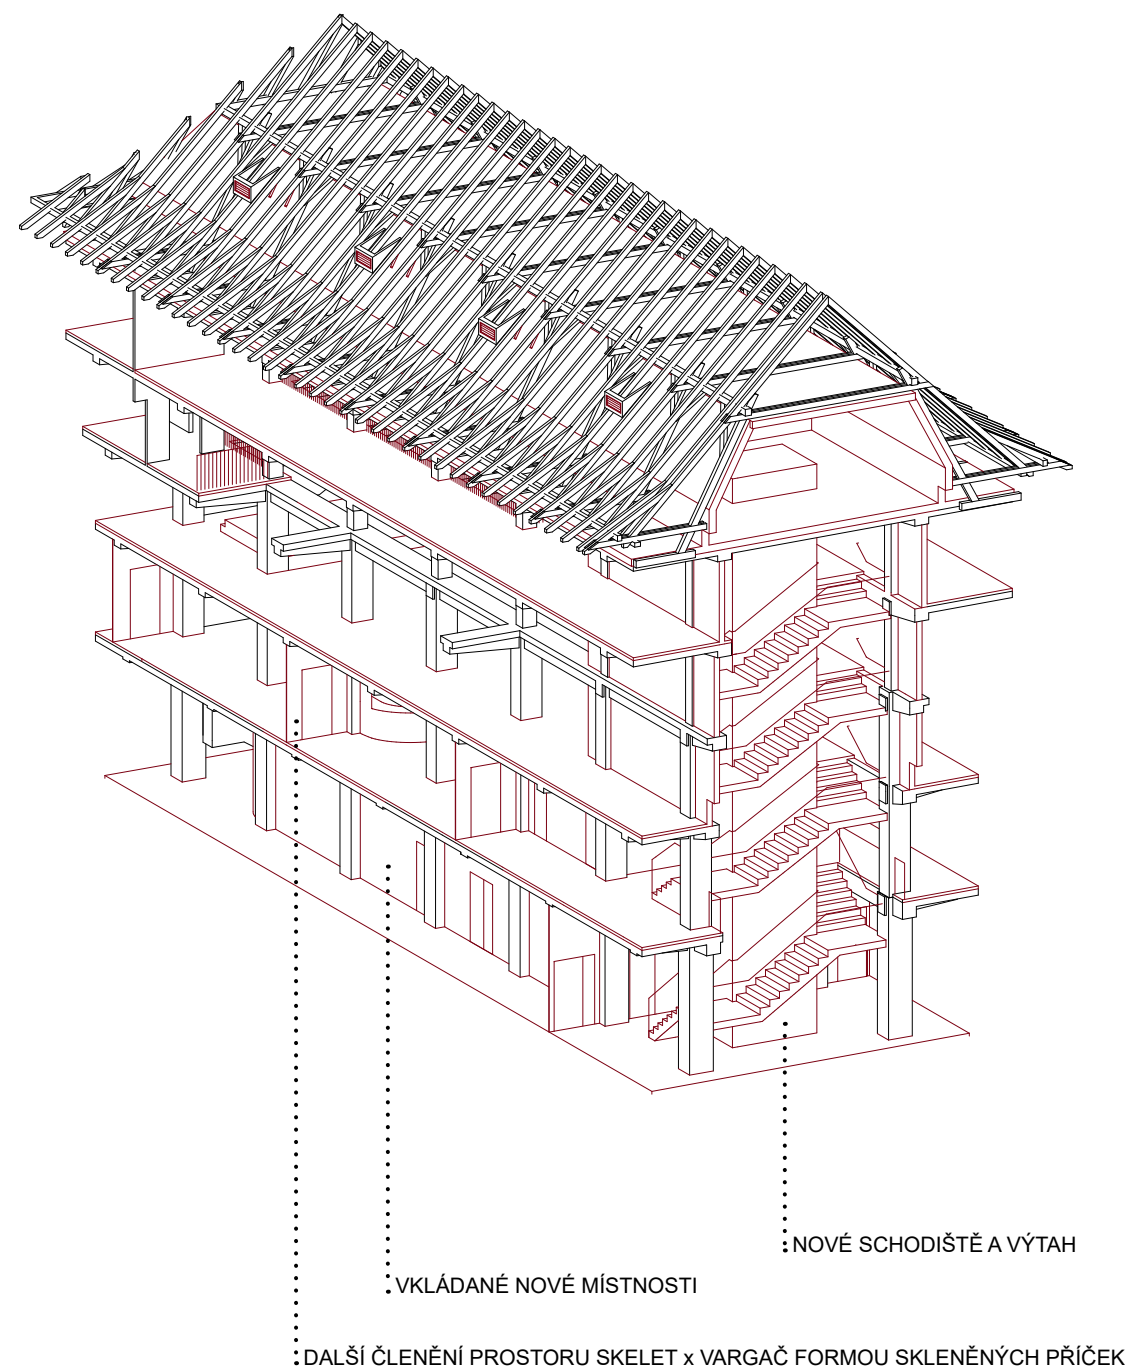 NOVÉ SCHODIŠTĚ A VÝTAH
VKLÁDANÉ NOVÉ MÍSTNOSTI
DALŠÍ ČLENĚNÍ PROSTORU SKELET x VARGAČ FORMOU SKLENĚNÝCH PŘÍČEK